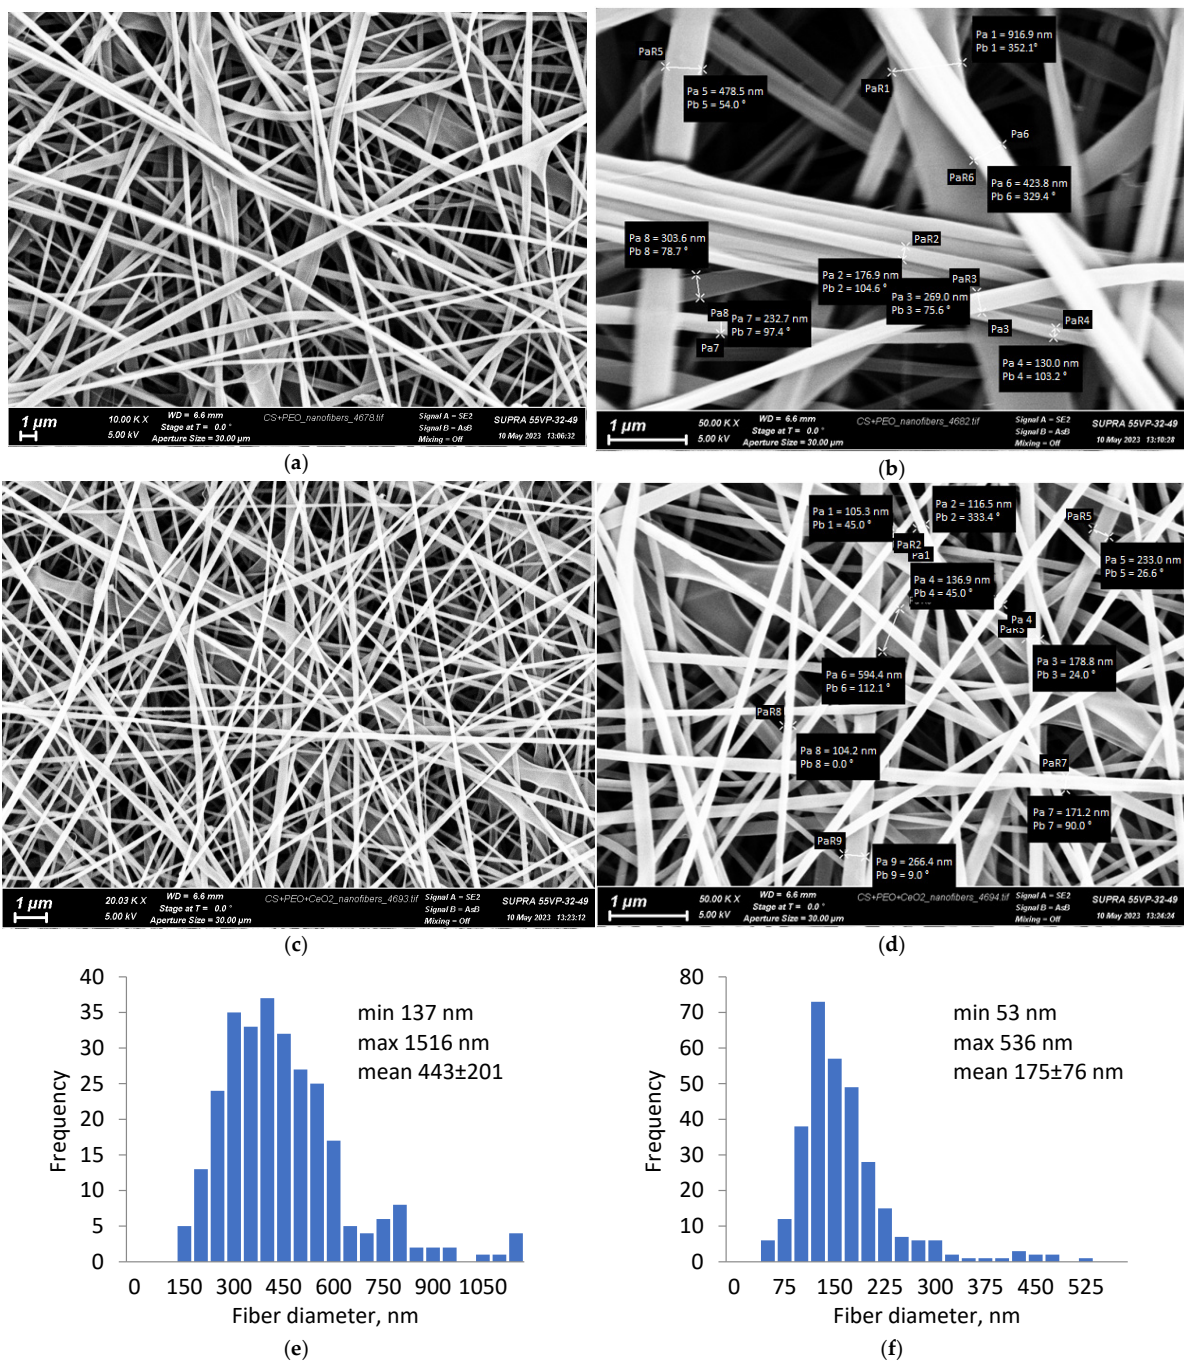 1 µm
10.00 K X
5.00 kV
WD = 6.6 mm
Stage at T = 0.0 °
Aperture Size = 30.00 µm
CS+PEO_nanofibers_4678.tif
Signal A = SE2
Signal B = AsB
Mixing = Off
SUPRA 55VP-32-49
10 May 2023 13:06:32
(a)
PaR5
Pa 5 = 478.5 nm
Pb 5 = 54.0 °
PaR1
Pa 1 = 916.9 nm
Pb 1 = 352.1°
Pa6
PaR6
Pa 6 = 423.8 nm
Pb 6 = 329.4°
Pa 8 = 303.6 nm
Pb 8 = 78.7 °
PaR2
Pa 2 = 176.9 nm
Pb 2 = 104.6°
PaR3
Pa 3 = 269.0 nm
Pb 3 = 75.6°
Pa8
Pa7
Pa 7 = 232.7 nm
Pb 7 = 97.4 °
Pa3
PaR4
Pa 4 = 130.0 nm
Pb 4 = 103.2°
1 µm
50.00 K X
5.00 kV
WD = 6.6 mm
Stage at T = 0.0 °
Aperture Size = 30.00 µm
CS+PEO_nanofibers_4682.tif
Signal A = SE2
Signal B = AsB
Mixing = Off
SUPRA 55VP-32-49
10 May 2023 13:10:28
(b)
1 µm
20.03 K X
5.00 kV
WD = 6.6 mm
Stage at T = 0.0 °
Aperture Size = 30.00 µm
CS+PEO+CeO2_nanofibers_4693.tif
Signal A = SE2
Signal B = AsB
Mixing = Off
SUPRA 55VP-32-49
10 May 2023 13:23:12
(c)
Pa 1 = 105.3 nm
Pb 1 = 45.0 °
Pa 2 = 116.5 nm
Pb 2 = 333.4 °
PaR2
Pa1
PaR5
Pa 5 = 233.0 nm
Pb 5 = 26.6 °
Pa 4 = 136.9 nm
Pb 4 = 45.0 °
Pa 4
Pa 3 = 178.8 nm
Pb 3 = 24.0 °
Pa 6 = 594.4 nm
Pb 6 = 112.1 °
PaR8
Pa 8 = 104.2 nm
Pb 8 = 0.0 °
PaR7
Pa 7 = 171.2 nm
Pb 7 = 90.0 °
PaR9
Pa 9 = 266.4 nm
Pb 9 = 9.0 °
1 µm
50.00 K X
5.00 kV
WD = 6.6 mm
Stage at T = 0.0 °
Aperture Size = 30.00 µm
CS+PEO+CeO2_nanofibers_4694.tif
Signal A = SE2
Signal B = AsB
Mixing = Off
SUPRA 55VP-32-49
10 May 2023 13:24:24
(d)
40
35
30
25
20
15
10
5
0
Frequency
min 137 nm
max 1516 nm
mean 443±201
0 150 300 450 600 750 900 1050
Fiber diameter, nm
(e)
80
70
60
50
40
30
20
10
0
Frequency
min 53 nm
max 536 nm
mean 175±76 nm
0 75 150 225 300 375 450 525
Fiber diameter, nm
(f)